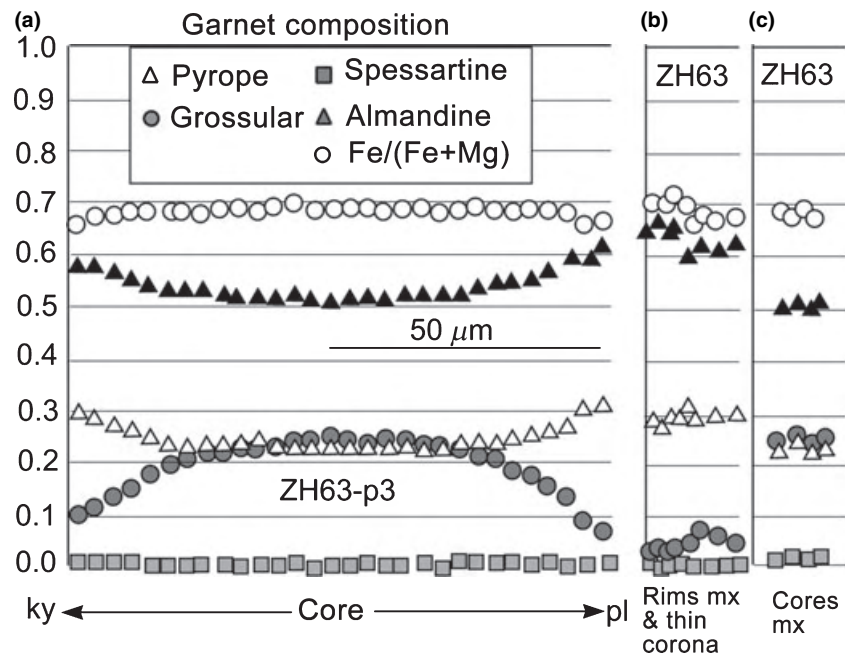 (a) Garnet composition (b) (c)
Pyrope Spessartine
Grossular Almandine
Fe/(Fe+Mg)
ZH63 ZH63
1.0
0.9
0.8
0.7
0.6
0.5
0.4
0.3
0.2
0.1
0.0
50 μm
ZH63-p3
ky Core pl
Rims mx
& thin
corona
Cores
mx